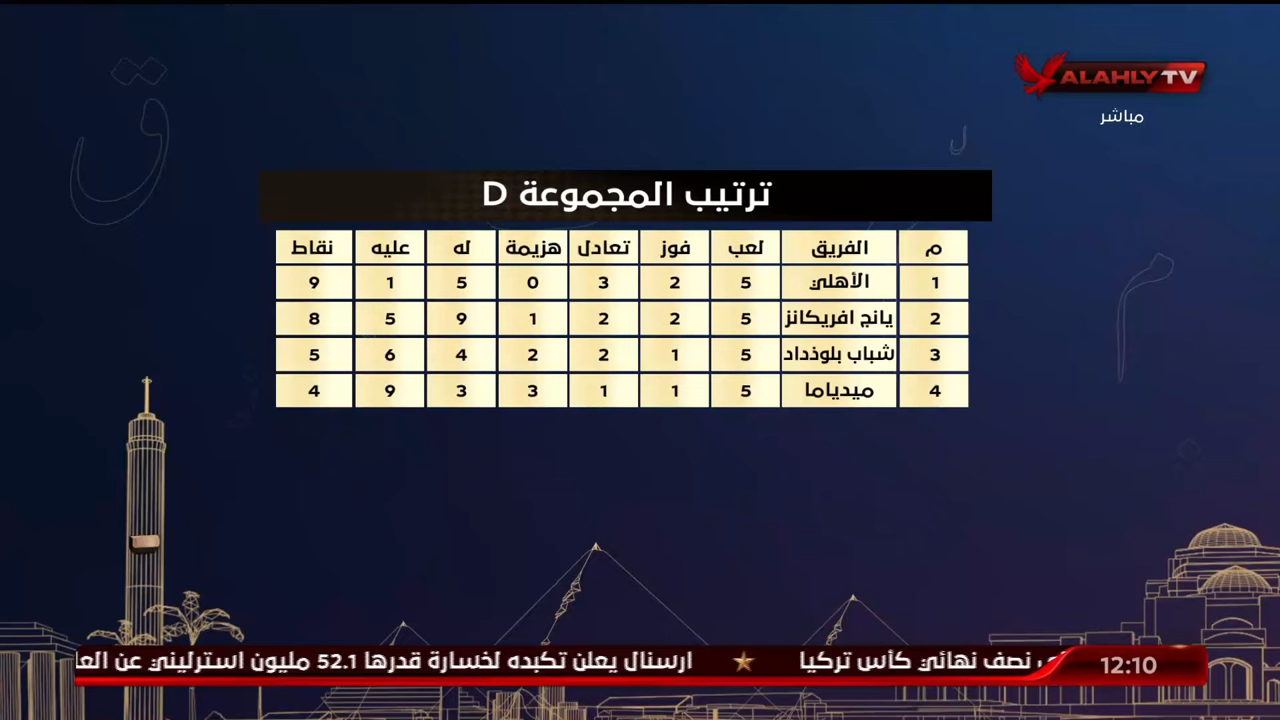 ALAHLY TV
مباشر
ترتيب المجموعة D
م الفريق لعب فوز تعادل هزيمة له عليه نقاط
1 الأهلي 5 2 3 0 5 1 9
2 يانج افريكانز 5 2 2 1 9 5 8
3 شباب بلوذداد 5 1 2 2 4 6 5
4 ميدياما 5 1 1 3 3 9 4
12:10
نصف نهائي كأس تركيا ★ ارسنال يعلن تكبده لخسارة قدرها 52.1 مليون استرليني عن